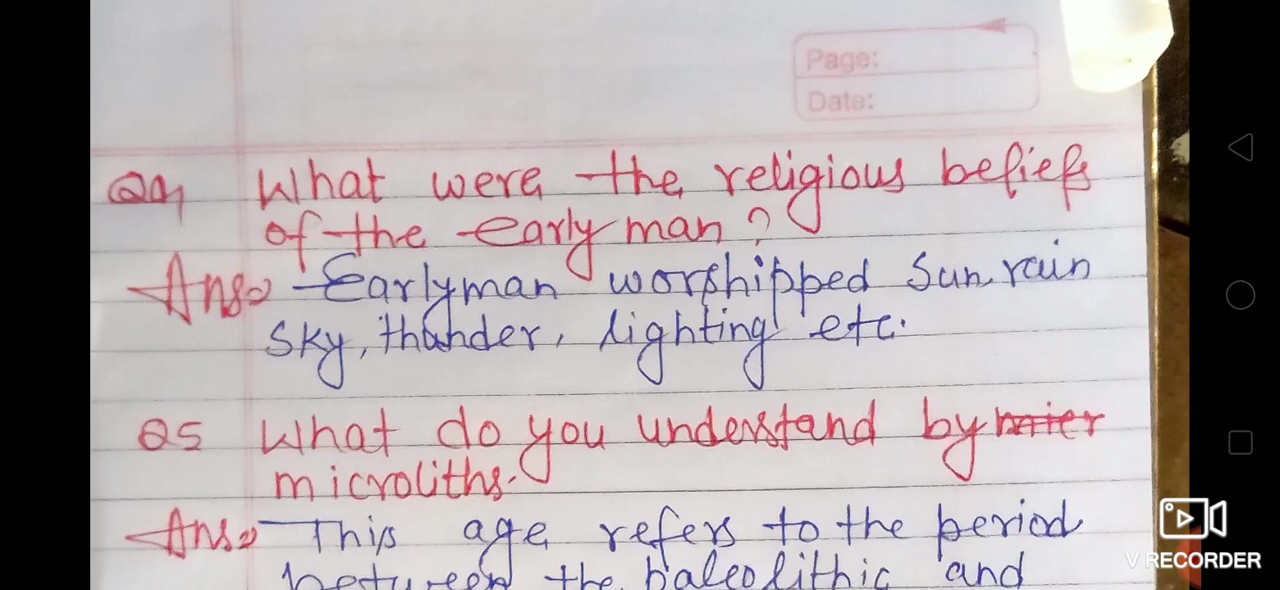 Page:
Date:
Q4 What were the religious beliefs
of the early man?
Ans> Earlyman worshipped Sun, rain
sky, thunder, lighting etc.
Q5 What do you understand by
microliths.
Ans> This age refers to the period
between the paleolithic and
V RECORDER